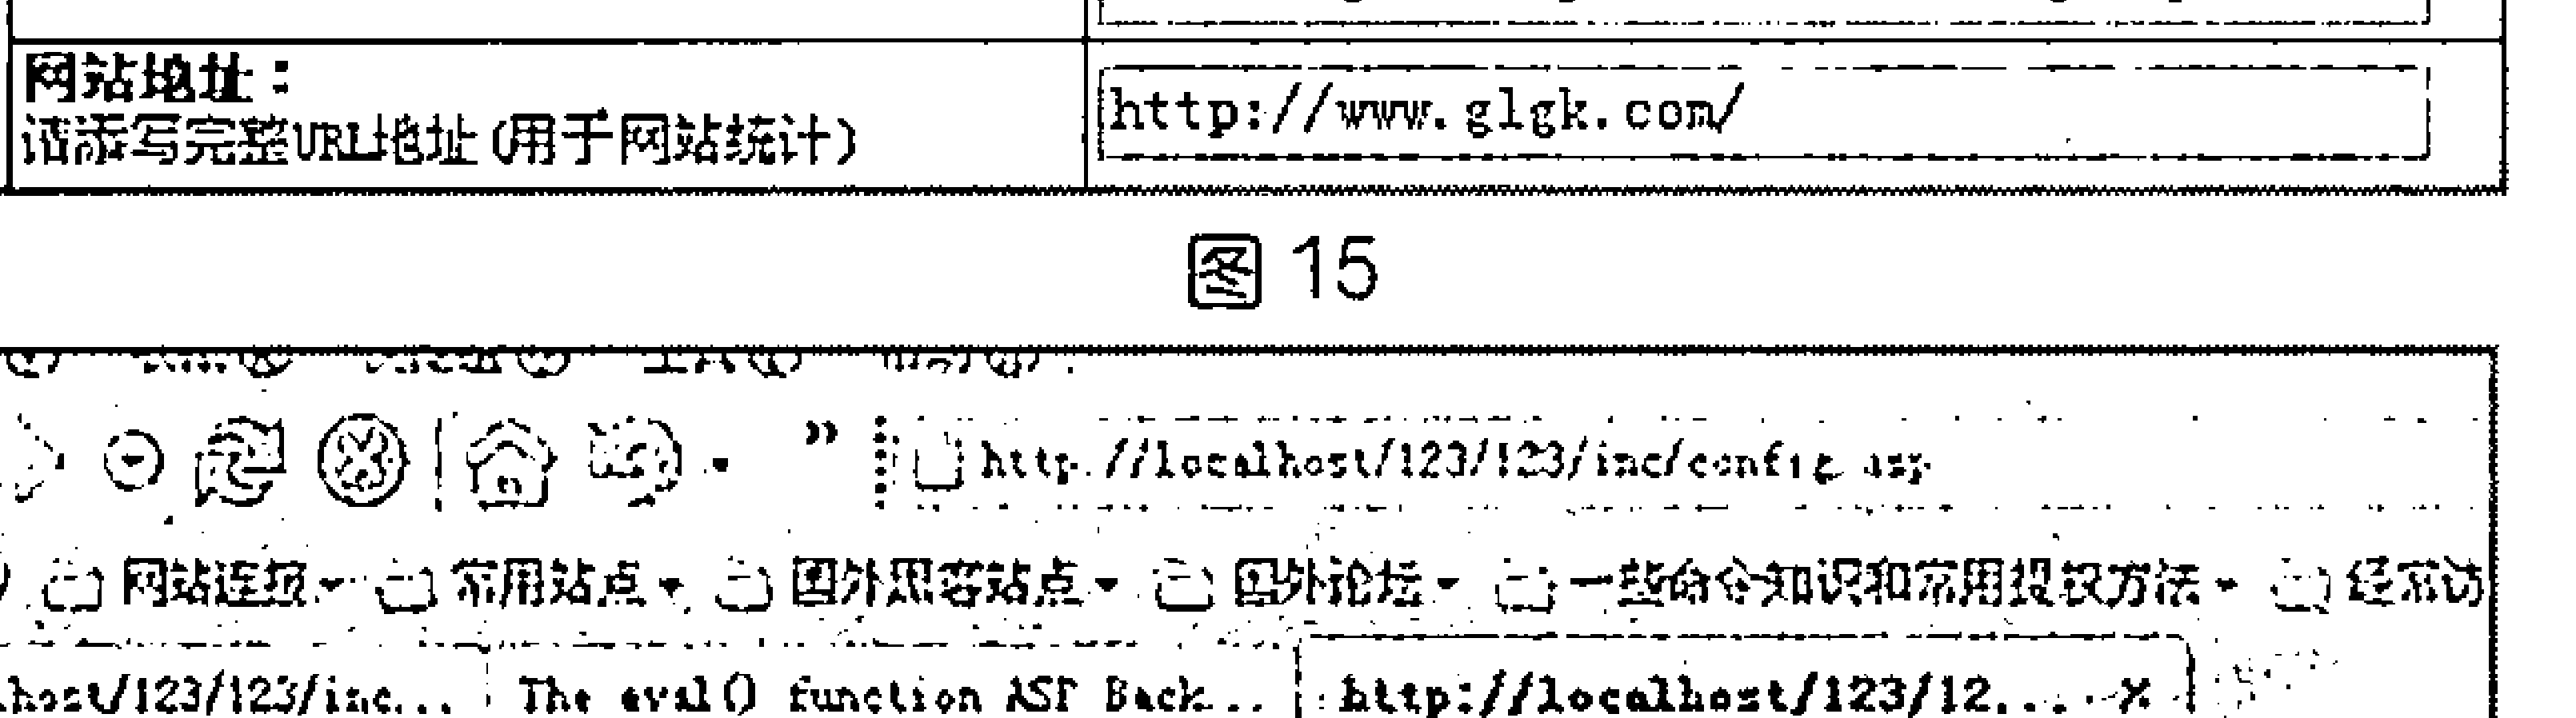 网站地址：
请添写完整URL地址(用于网站统计)
http://www.glgk.com/
图 15
http://localhost/123/123/inc/config.asp
网站连接 常用站点 国外黑客站点 国外论坛 一些命令知识和常用提权方法 经常访
host/123/123/inc... The eval() function ASP Back... http://localhost/123/12...